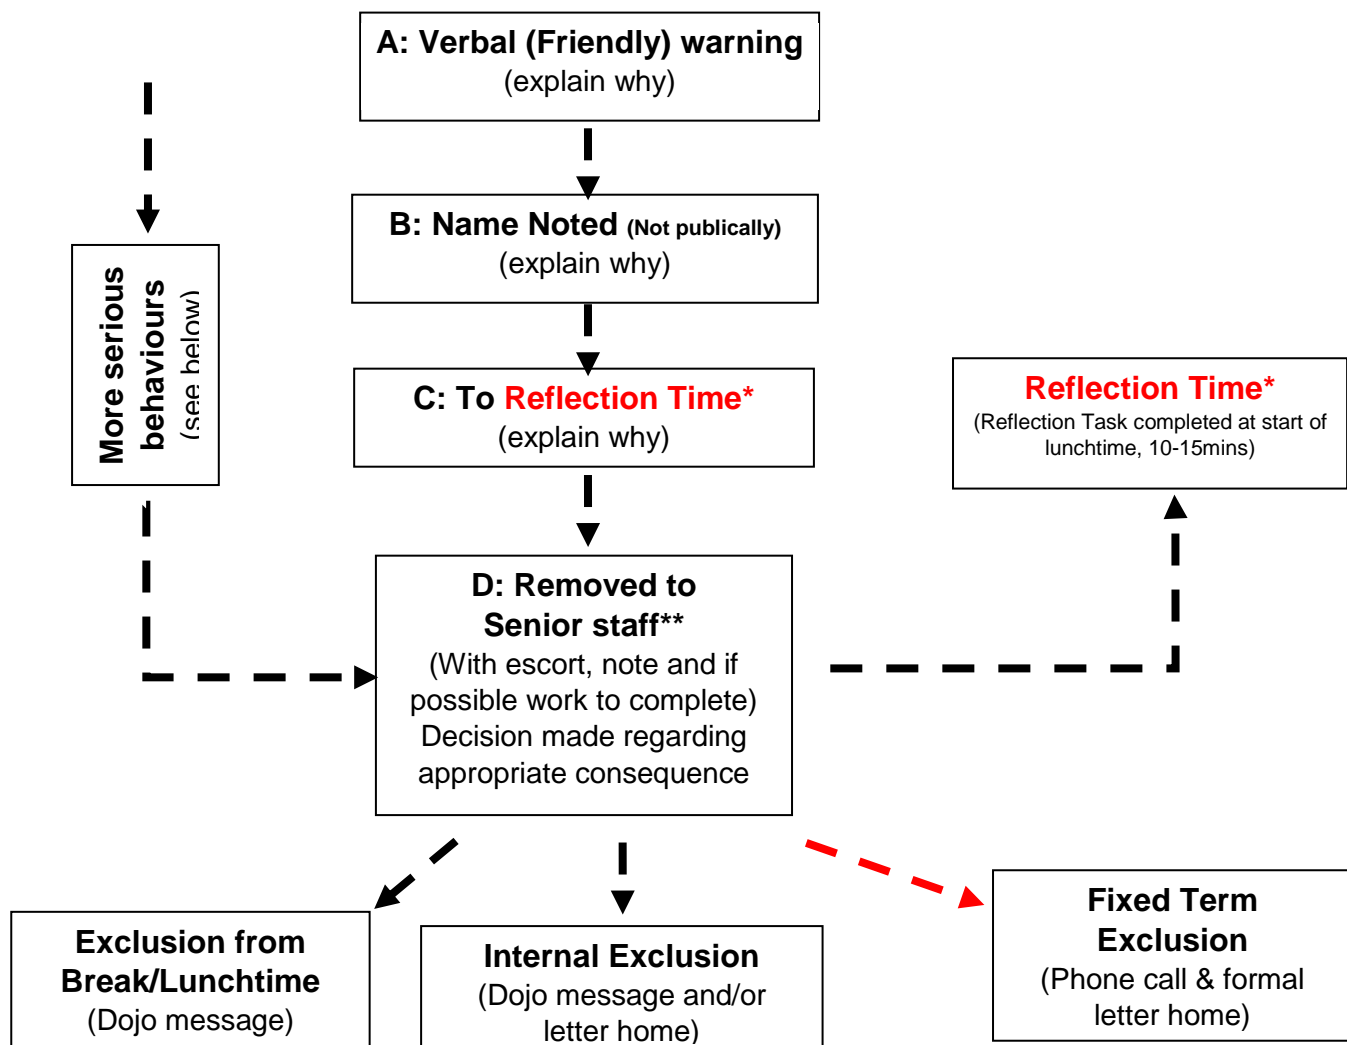 A: Verbal (Friendly) warning
(explain why)
B: Name Noted (Not publically)
(explain why)
More serious
behaviours
(see below)
C: To Reflection Time*
(explain why)
Reflection Time*
(Reflection Task completed at start of
lunchtime, 10-15mins)
D: Removed to
Senior staff**
(With escort, note and if
possible work to complete)
Decision made regarding
appropriate consequence
Exclusion from
Break/Lunchtime
(Dojo message)
Internal Exclusion
(Dojo message and/or
letter home)
Fixed Term
Exclusion
(Phone call & formal
letter home)